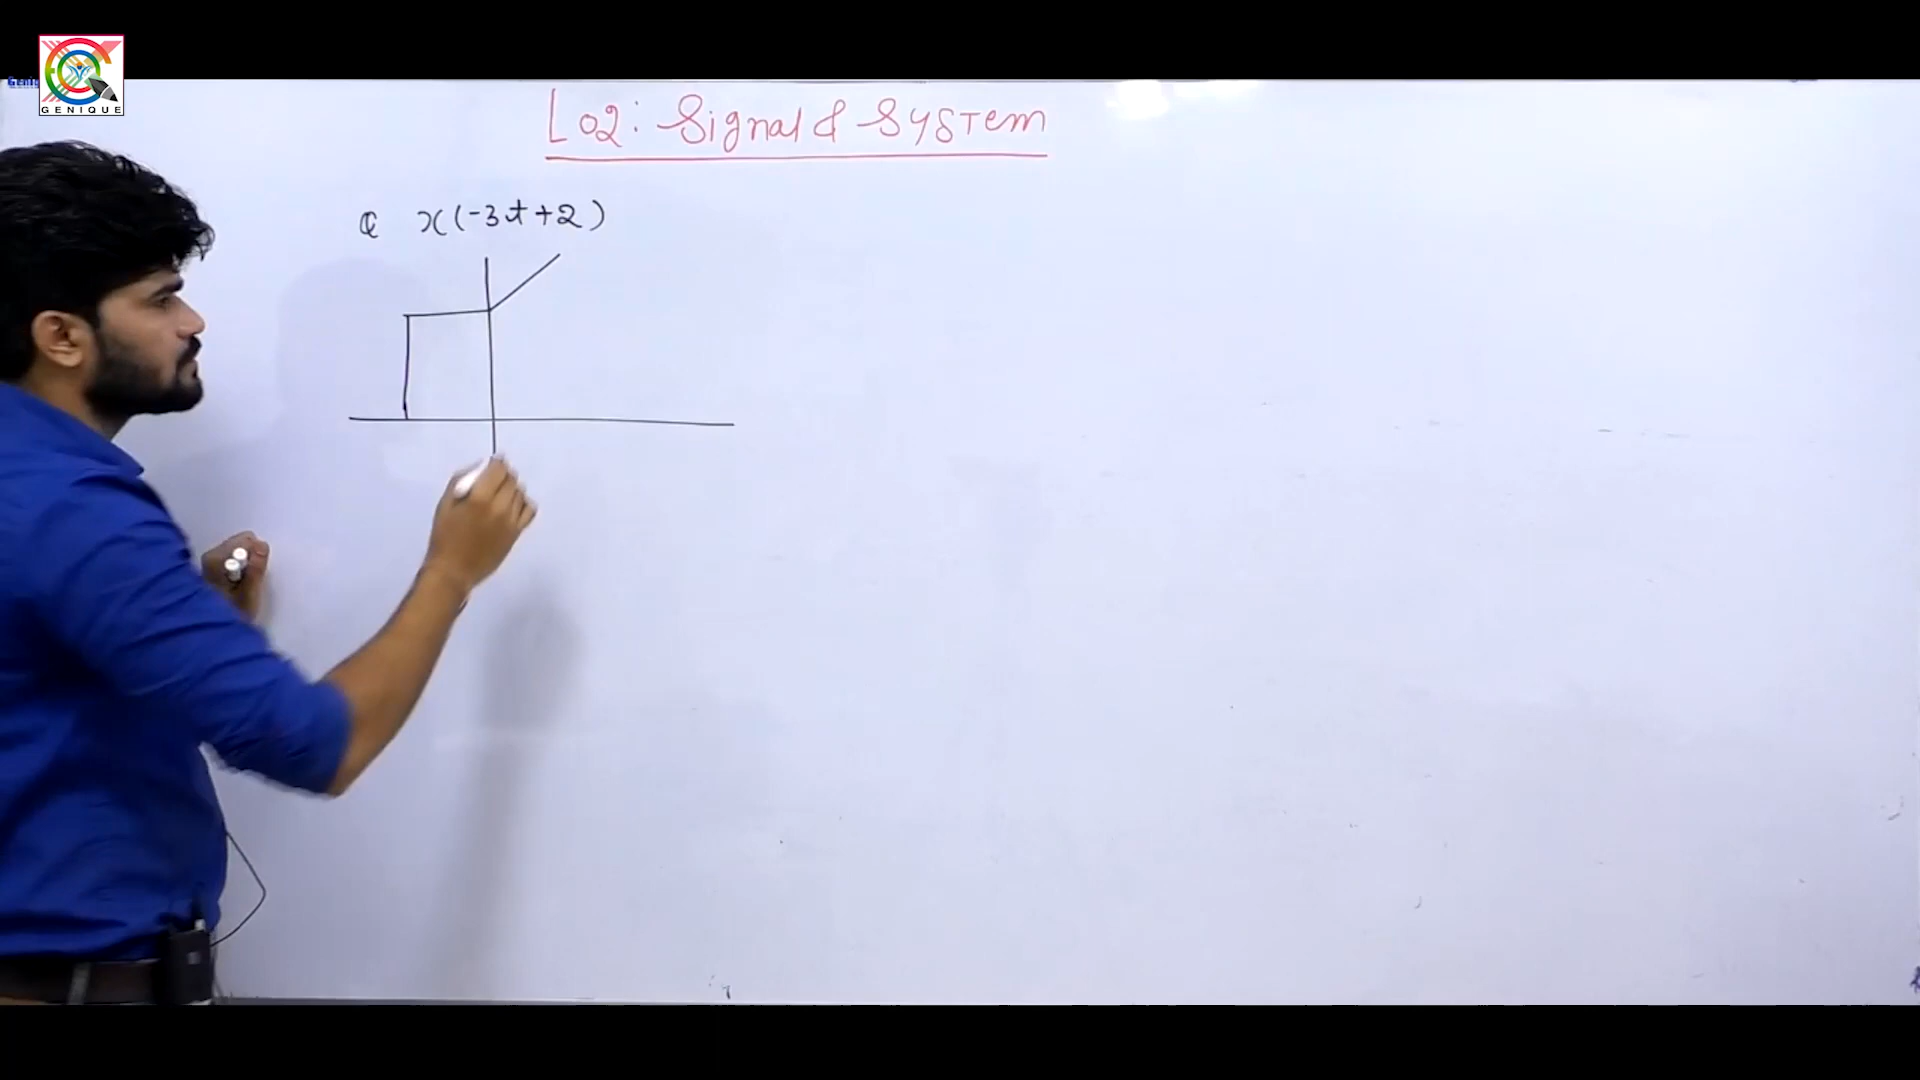 GENIQUE
L02: Signal & SYSTem
Q x(-3t+2)